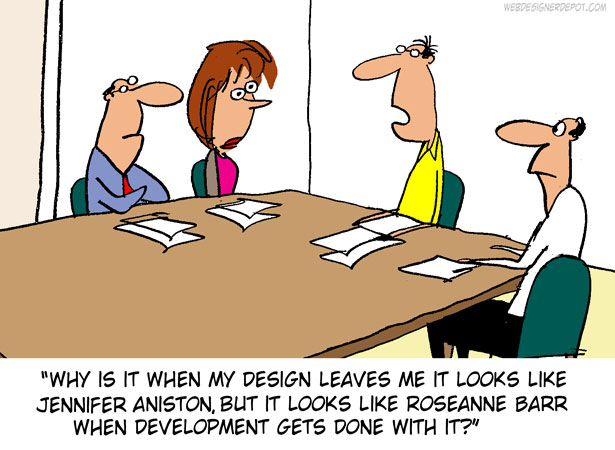 WEBDESIGNERDEPOT.COM
"WHY IS IT WHEN MY DESIGN LEAVES ME IT LOOKS LIKE
JENNIFER ANISTON, BUT IT LOOKS LIKE ROSEANNE BARR
WHEN DEVELOPMENT GETS DONE WITH IT?"